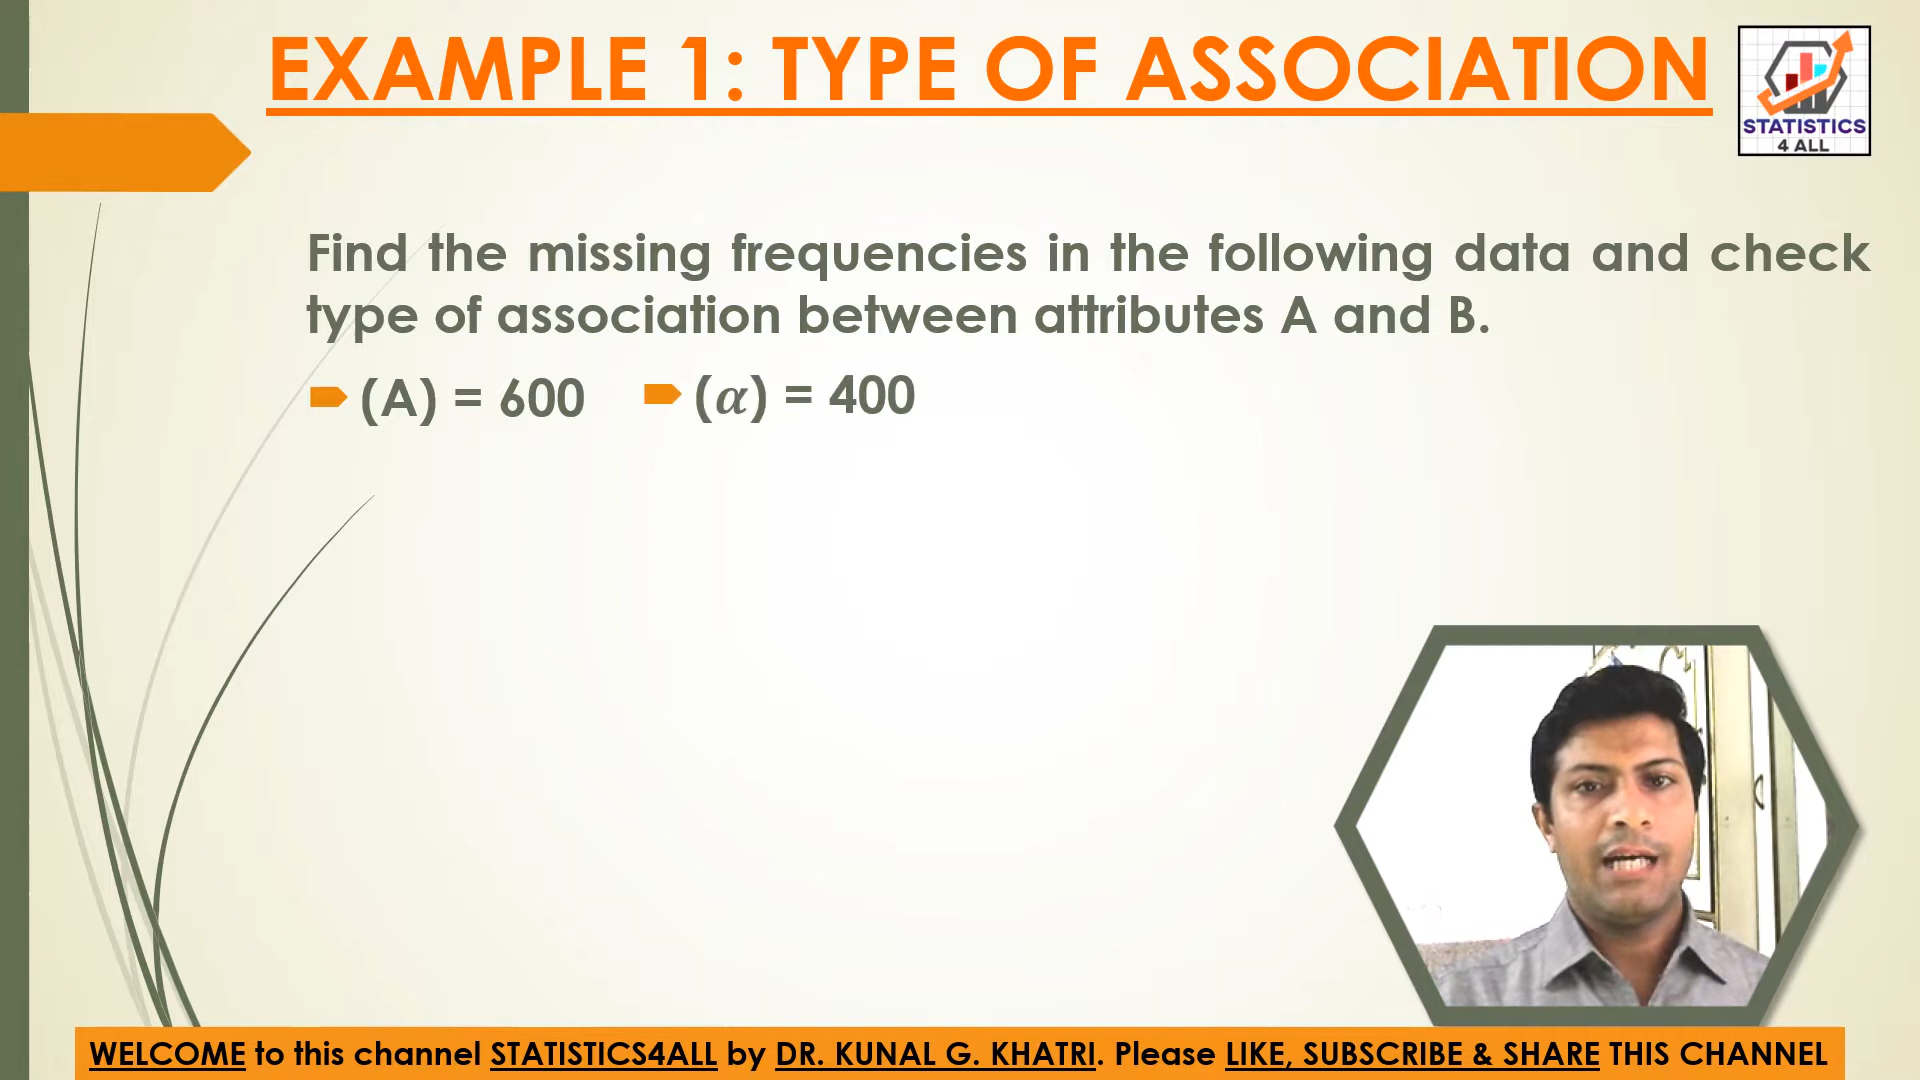 EXAMPLE 1: TYPE OF ASSOCIATION
STATISTICS
4 ALL
Find the missing frequencies in the following data and check
type of association between attributes A and B.
(A) = 600 (α) = 400
WELCOME to this channel STATISTICS4ALL by DR. KUNAL G. KHATRI. Please LIKE, SUBSCRIBE & SHARE THIS CHANNEL